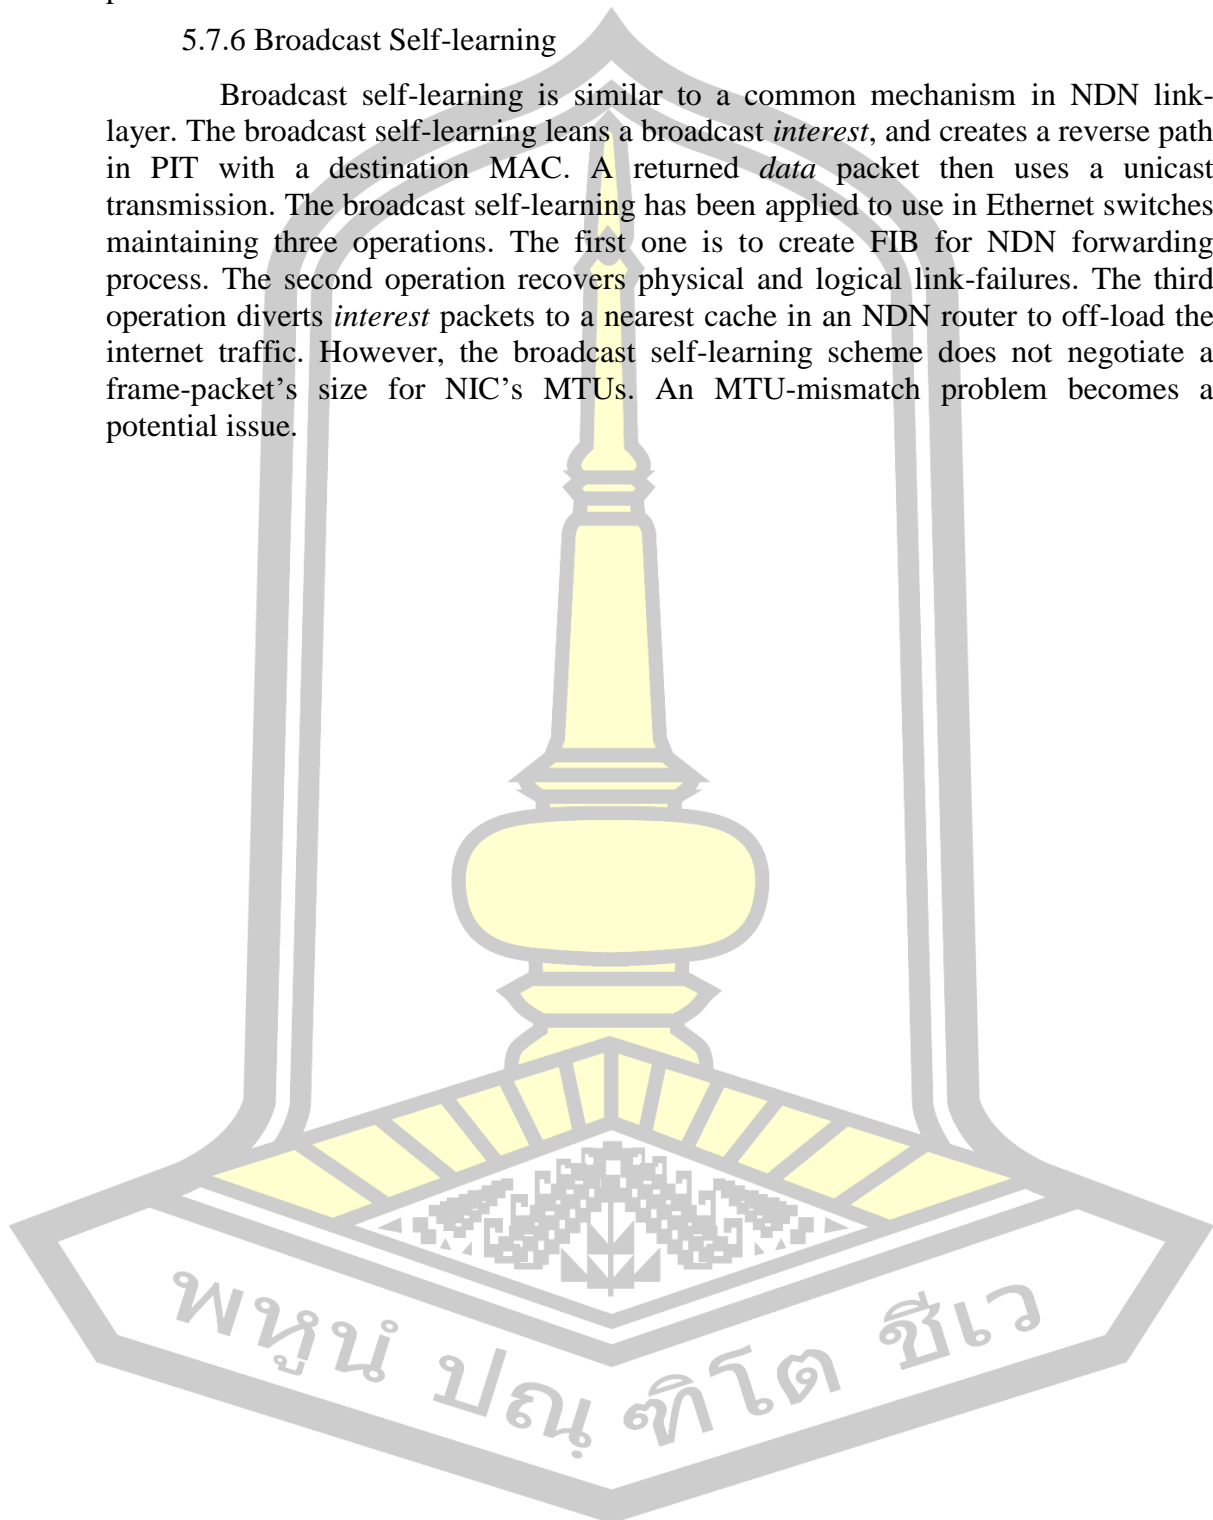 5.7.6 Broadcast Self-learning
Broadcast self-learning is similar to a common mechanism in NDN link-
layer. The broadcast self-learning leans a broadcast interest, and creates a reverse path
in PIT with a destination MAC. A returned data packet then uses a unicast
transmission. The broadcast self-learning has been applied to use in Ethernet switches
maintaining three operations. The first one is to create FIB for NDN forwarding
process. The second operation recovers physical and logical link-failures. The third
operation diverts interest packets to a nearest cache in an NDN router to off-load the
internet traffic. However, the broadcast self-learning scheme does not negotiate a
frame-packet's size for NIC's MTUs. An MTU-mismatch problem becomes a
potential issue.
พหูนํ ปณฺ ฑิโต ชีเว